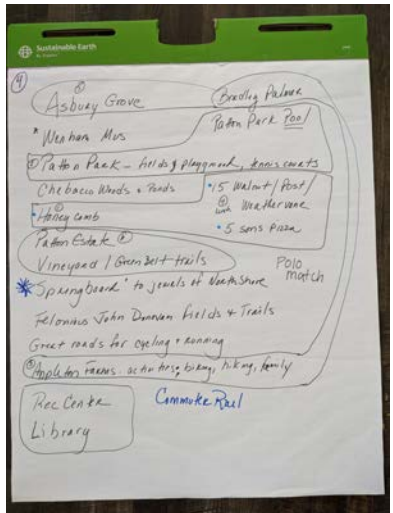 Sustainable Earth
4
Asbury Grove
Bradley Palmer
* Wenham Mus
Patton Park Pool
Patton Park - fields & playground, tennis courts
Chebacco Woods + Ponds
• 15 Walnut / Post /
Weathervane
• Honeycomb
• 5 sons pizza
Patton Estate
Vineyard / Greenbelt trails
Polo match
* Springboard to jewels of North Shore
Felonious John Donovan fields & Trails
Great roads for cycling + running
Appleton Farms - activities; biking, hiking, family
Rec Center
Commuter Rail
Library